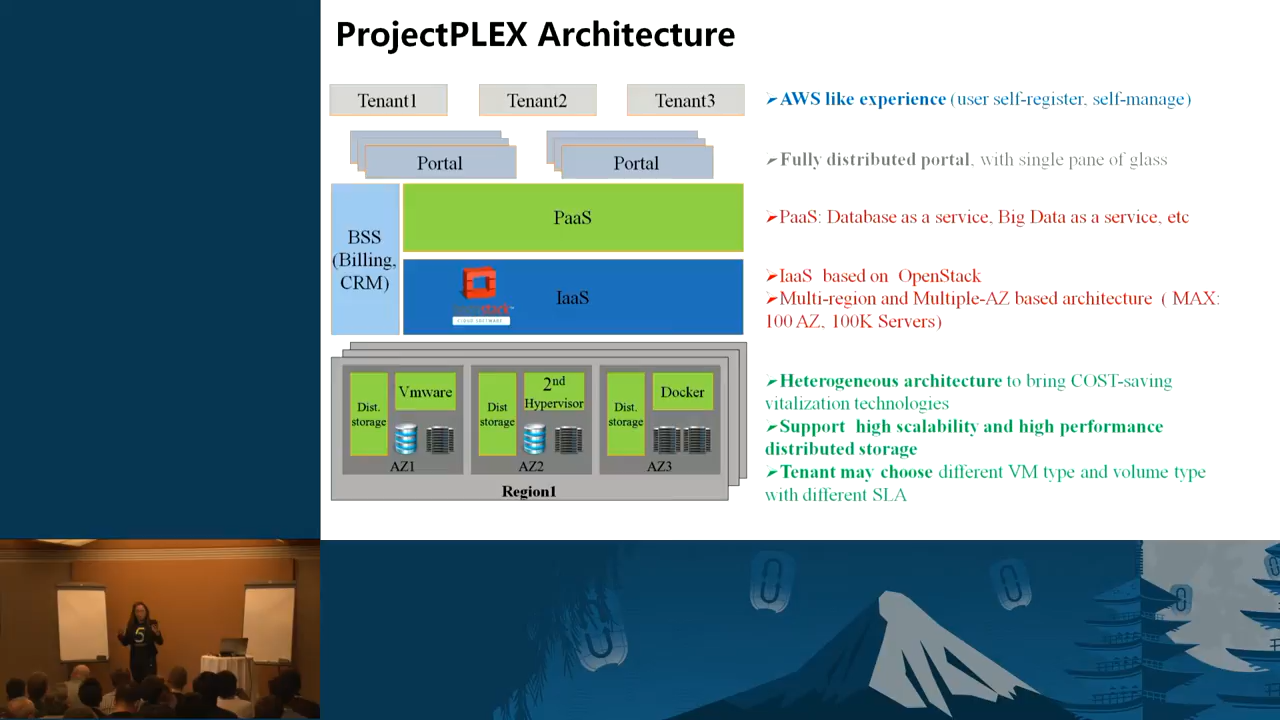 ProjectPLEX Architecture
Tenant1
Tenant2
Tenant3
Portal
Portal
BSS
(Billing,
CRM)
PaaS
IaaS
CLOUD SOFTWARE
Dist.
storage
Vmware
AZ1
Dist
storage
2nd
Hypervisor
AZ2
Dist.
storage
Docker
AZ3
Region1
➢AWS like experience (user self-register, self-manage)
➢Fully distributed portal, with single pane of glass
➢PaaS: Database as a service, Big Data as a service, etc
➢IaaS based on OpenStack
➢Multi-region and Multiple-AZ based architecture ( MAX:
100 AZ, 100K Servers)
➢Heterogeneous architecture to bring COST-saving
vitalization technologies
➢Support high scalability and high performance
distributed storage
➢Tenant may choose different VM type and volume type
with different SLA
5